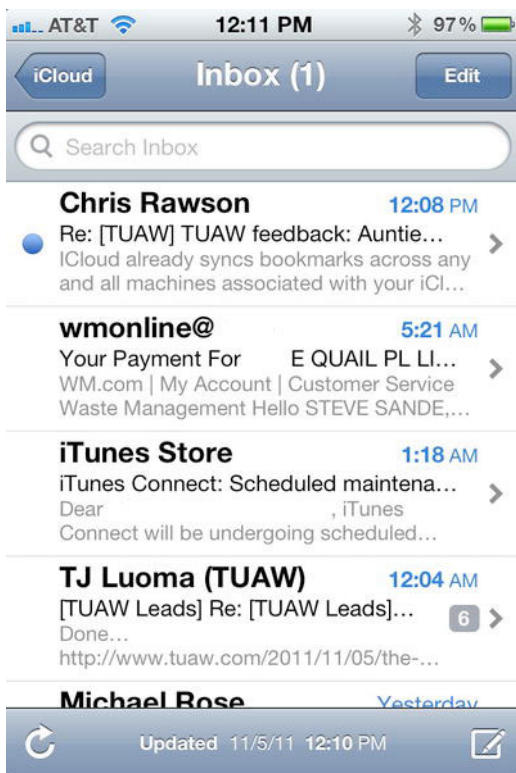 AT&T 12:11 PM 97%
iCloud Inbox (1) Edit
Search Inbox
Chris Rawson 12:08 PM
Re: [TUAW] TUAW feedback: Auntie…
ICloud already syncs bookmarks across any
and all machines associated with your iCl…
wmonline@ 5:21 AM
Your Payment For E QUAIL PL LI…
WM.com | My Account | Customer Service
Waste Management Hello STEVE SANDE,…
iTunes Store 1:18 AM
iTunes Connect: Scheduled maintena…
Dear , iTunes
Connect will be undergoing scheduled…
TJ Luoma (TUAW) 12:04 AM
[TUAW Leads] Re: [TUAW Leads]… 6
Done…
http://www.tuaw.com/2011/11/05/the-…
Michael Rose Yesterday
Updated 11/5/11 12:10 PM